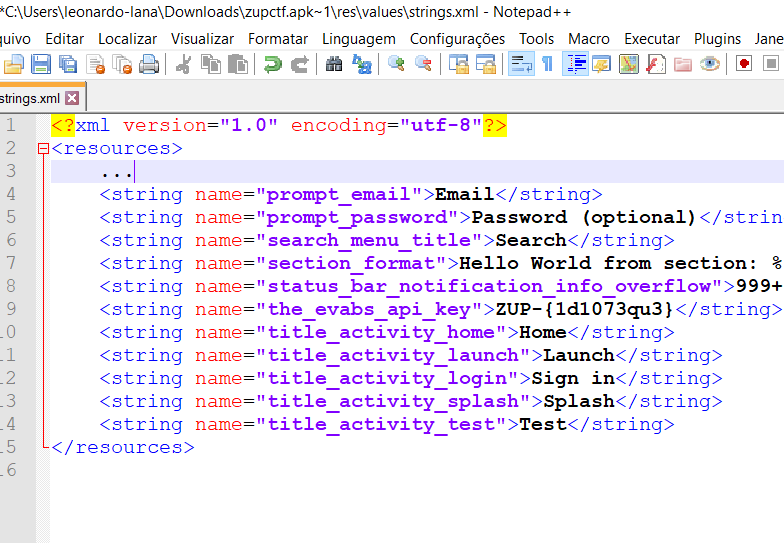 *C:\Users\leonardo-lana\Downloads\zupctf.apk~1\res\values\strings.xml - Notepad++
quivo Editar Localizar Visualizar Formatar Linguagem Configurações Tools Macro Executar Plugins Jane
strings.xml
1 <?xml version="1.0" encoding="utf-8"?>
2 <resources>
3 ...
4 <string name="prompt_email">Email</string>
5 <string name="prompt_password">Password (optional)</strin
6 <string name="search_menu_title">Search</string>
7 <string name="section_format">Hello World from section: %
8 <string name="status_bar_notification_info_overflow">999+
9 <string name="the_evabs_api_key">ZUP-{1d1073qu3}</string>
10 <string name="title_activity_home">Home</string>
11 <string name="title_activity_launch">Launch</string>
12 <string name="title_activity_login">Sign in</string>
13 <string name="title_activity_splash">Splash</string>
14 <string name="title_activity_test">Test</string>
15 </resources>
16